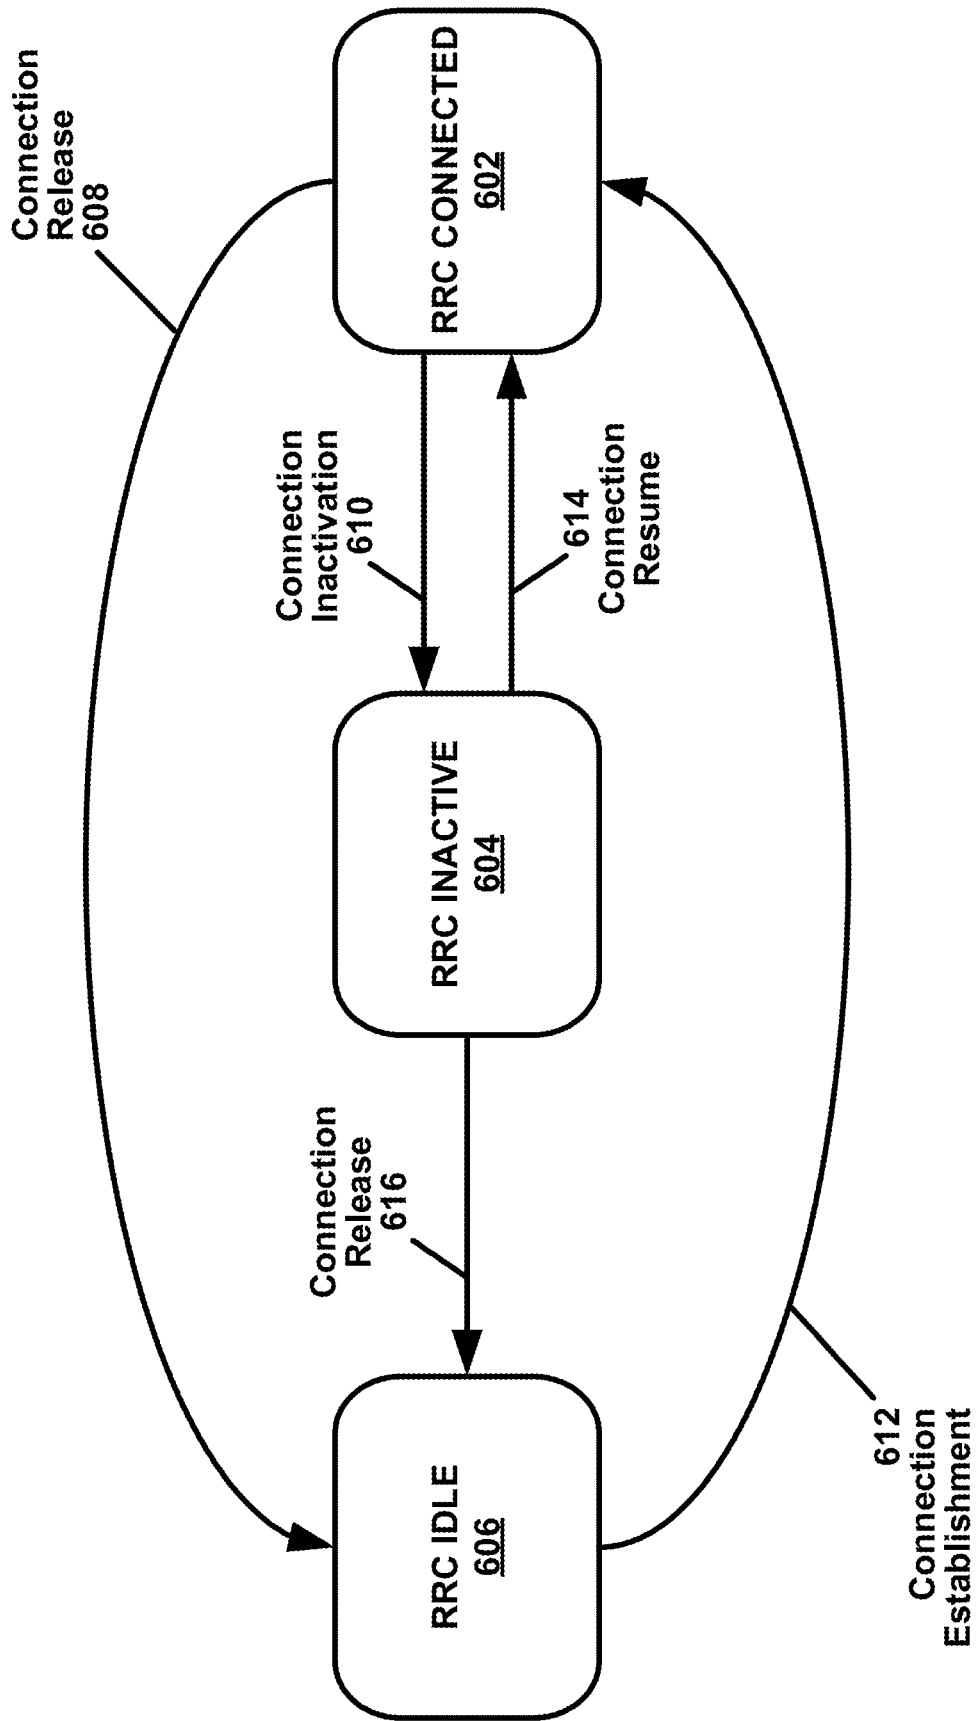 Connection
Release
608
Connection
Inactivation
610
RRC IDLE
606
Connection
Release
616
RRC INACTIVE
604
RRC CONNECTED
602
614
Connection
Resume
612
Connection
Establishment